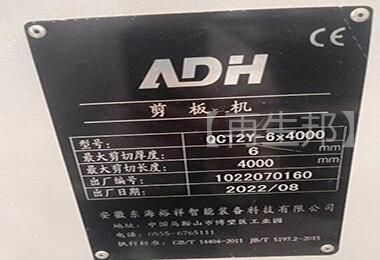 CE
ADH
剪板机
型号: QC12Y-6x4000
最大剪切厚度: 6 mm
最大剪切长度: 4000 mm
出厂编号: 1022070160
出厂日期: 2022/08
安徽东海裕祥智能装备科技有限公司
地址: 中国马鞍山市博望区工业园
电话: 0555-6765111
执行标准: GB/T 14404-2011 JB/T 5197.2-2015
【再生邦】